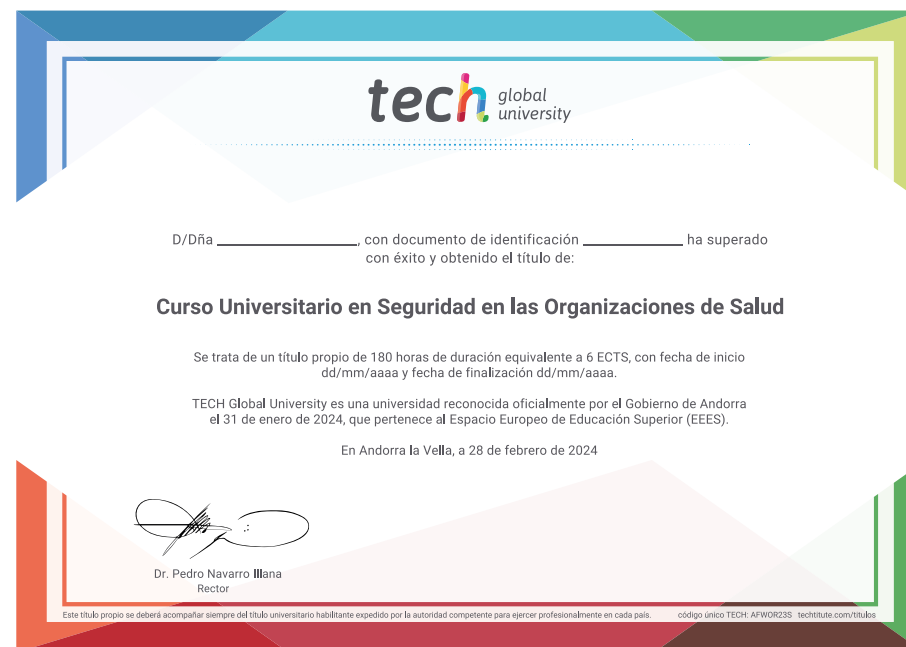 tech global university
D/Dña ____________________, con documento de identificación ______________ ha superado
con éxito y obtenido el título de:
Curso Universitario en Seguridad en las Organizaciones de Salud
Se trata de un título propio de 180 horas de duración equivalente a 6 ECTS, con fecha de inicio
dd/mm/aaaa y fecha de finalización dd/mm/aaaa.
TECH Global University es una universidad reconocida oficialmente por el Gobierno de Andorra
el 31 de enero de 2024, que pertenece al Espacio Europeo de Educación Superior (EEES).
En Andorra la Vella, a 28 de febrero de 2024
Dr. Pedro Navarro Illana
Rector
Este título propio se deberá acompañar siempre del título universitario habilitante expedido por la autoridad competente para ejercer profesionalmente en cada país. código único TECH: AFWOR23S techtitute.com/titulos